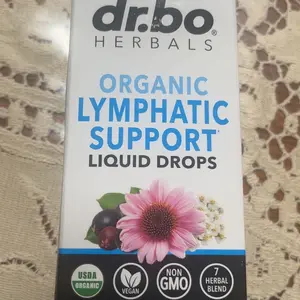 dr.bo®
HERBALS
ORGANIC
LYMPHATIC
SUPPORT†
LIQUID DROPS
USDA
ORGANIC
VEGAN
NON
GMO
7
HERBAL
BLEND